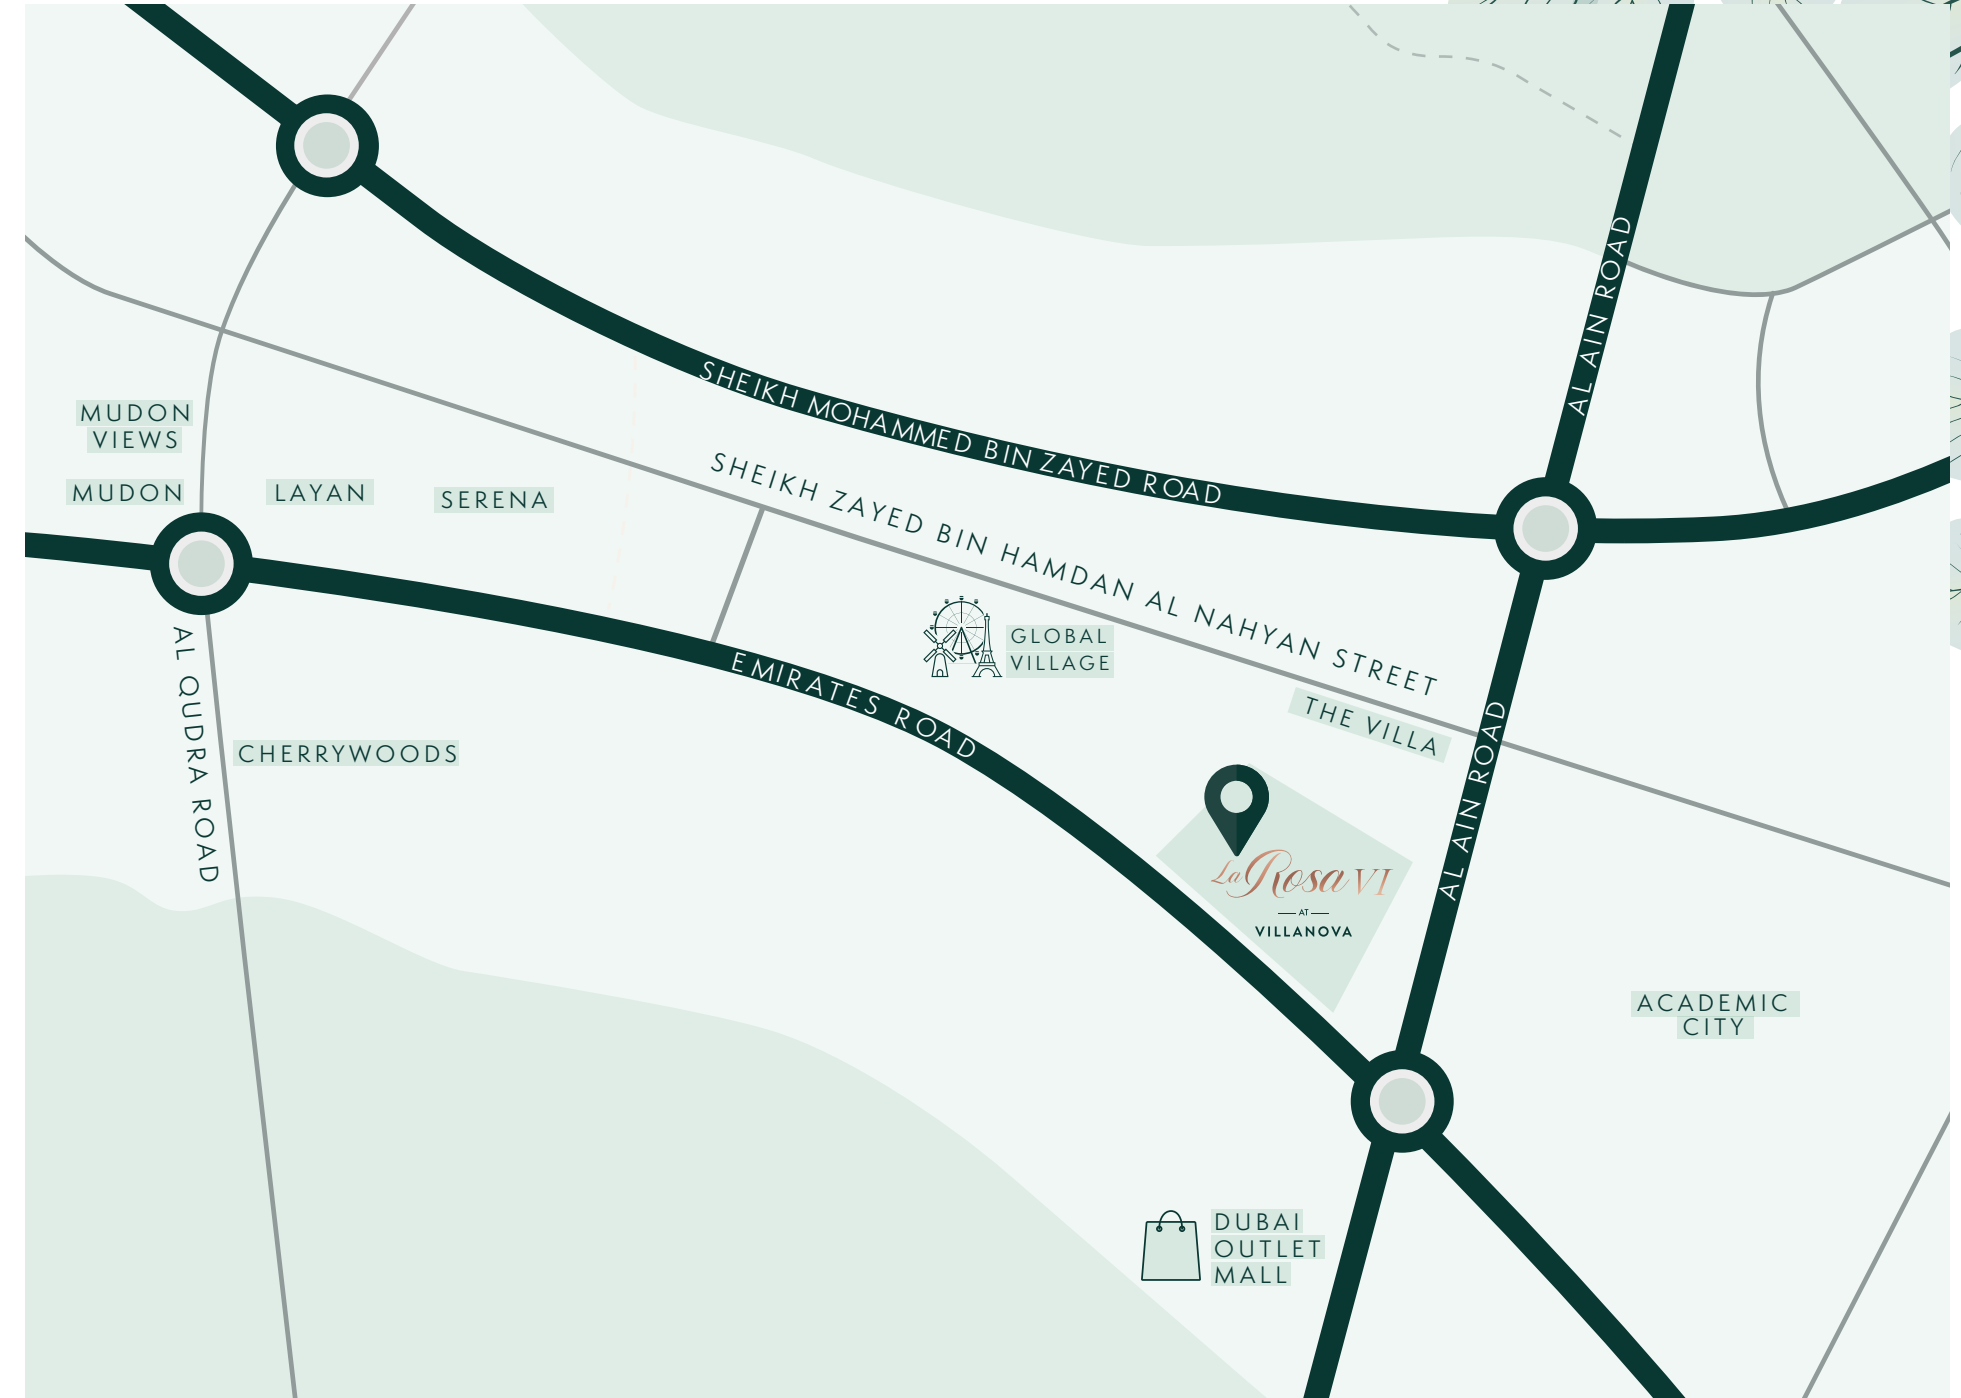 AL AIN ROAD
SHEIKH MOHAMMED BIN ZAYED ROAD
MUDON
VIEWS
MUDON
LAYAN
SERENA
SHEIKH ZAYED BIN HAMDAN AL NAHYAN STREET
GLOBAL
VILLAGE
EMIRATES ROAD
THE VILLA
AL QUDRA ROAD
CHERRYWOODS
AL AIN ROAD
La Rosa VI
AT
VILLANOVA
ACADEMIC
CITY
DUBAI
OUTLET
MALL